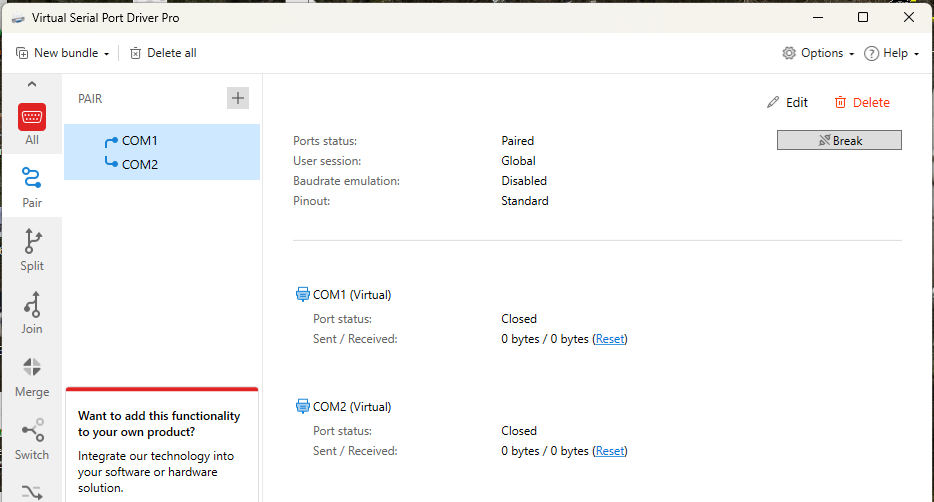 Virtual Serial Port Driver Pro
New bundle
Delete all
Options
Help
All
Pair
Split
Join
Merge
Switch
PAIR
COM1
COM2
Want to add this functionality
to your own product?
Integrate our technology into
your software or hardware
solution.
Edit
Delete
Ports status: Paired
Break
User session: Global
Baudrate emulation: Disabled
Pinout: Standard
COM1 (Virtual)
Port status: Closed
Sent / Received: 0 bytes / 0 bytes (Reset)
COM2 (Virtual)
Port status: Closed
Sent / Received: 0 bytes / 0 bytes (Reset)